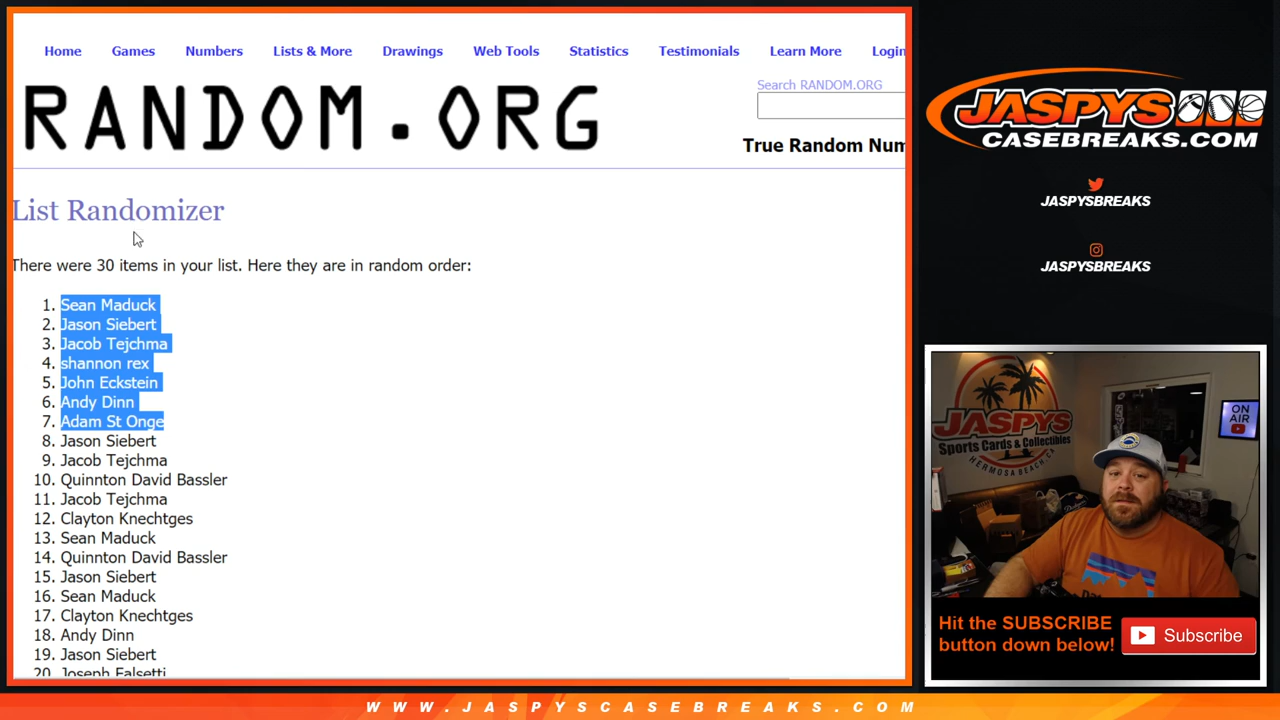 Home Games Numbers Lists & More Drawings Web Tools Statistics Testimonials Learn More Login
RANDOM.ORG
Search RANDOM.ORG
True Random Num
List Randomizer
There were 30 items in your list. Here they are in random order:
1. Sean Maduck
2. Jason Siebert
3. Jacob Tejchma
4. shannon rex
5. John Eckstein
6. Andy Dinn
7. Adam St Onge
8. Jason Siebert
9. Jacob Tejchma
10. Quinnton David Bassler
11. Jacob Tejchma
12. Clayton Knechtges
13. Sean Maduck
14. Quinnton David Bassler
15. Jason Siebert
16. Sean Maduck
17. Clayton Knechtges
18. Andy Dinn
19. Jason Siebert
20. Joseph Falsetti
JASPYS
CASEBREAKS.COM
JASPYSBREAKS
JASPYSBREAKS
JASPYS
Sports Cards & Collectibles
HERMOSA BEACH, CA
ON AIR
Hit the SUBSCRIBE
button down below!
Subscribe
WWW.JASPYSCASEBREAKS.COM